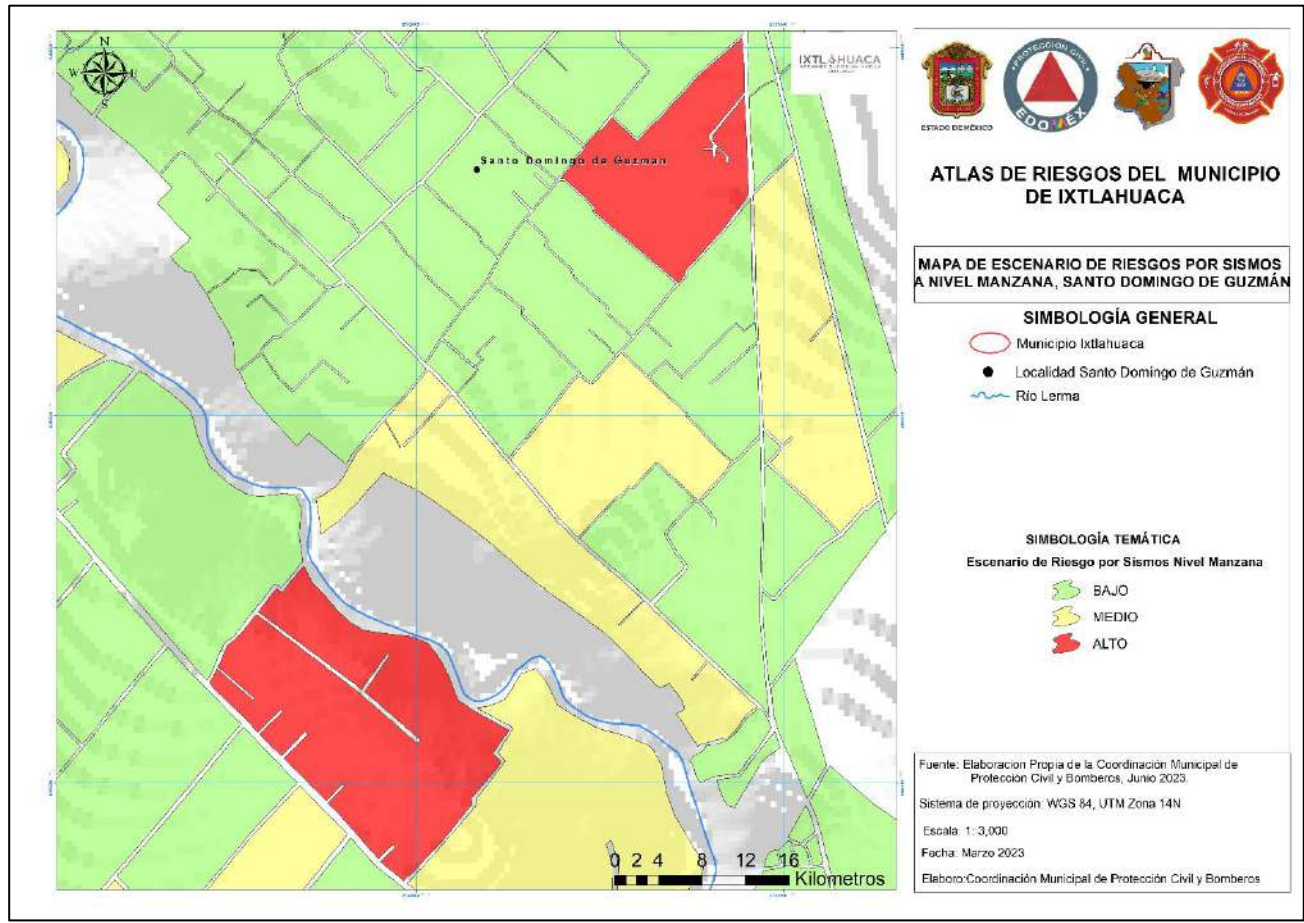 N
W
S
Santo Domingo de Guzman
IXTLAHUACA
0 2 4 8 12 16
Kilometros
ESTADO DE MÉXICO
PROTECCION CIVIL
EDOMEX
ATLAS DE RIESGOS DEL MUNICIPIO
DE IXTLAHUACA
MAPA DE ESCENARIO DE RIESGOS POR SISMOS
A NIVEL MANZANA, SANTO DOMINGO DE GUZMÁN
SIMBOLOGÍA GENERAL
Municipio Ixtlahuaca
Localidad Santo Domingo de Guzmán
Río Lerma
SIMBOLOGÍA TEMÁTICA
Escenario de Riesgo por Sismos Nivel Manzana
BAJO
MEDIO
ALTO
Fuente: Elaboracion Propia de la Coordinación Municipal de
Protección Civil y Bomberos, Junio 2023.
Sistema de proyección: WGS 84, UTM Zona 14N
Escala: 1: 3,000
Fecha: Marzo 2023
Elaboro:Coordinación Municipal de Protección Civil y Bomberos